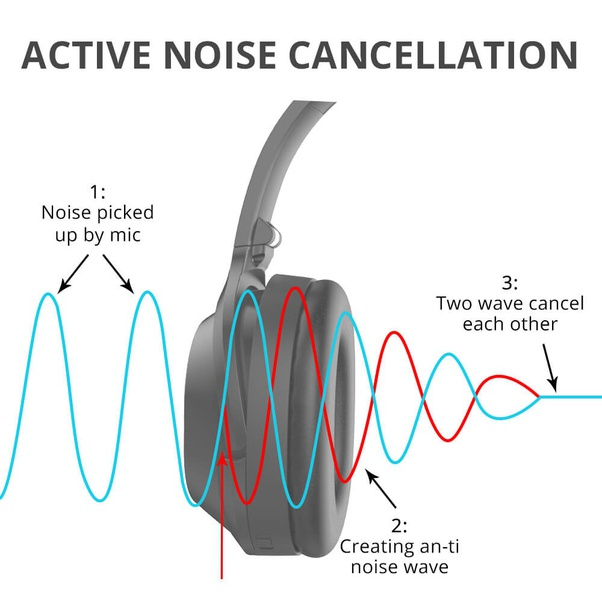 ACTIVE NOISE CANCELLATION
1:
Noise picked
up by mic
3:
Two wave cancel
each other
2:
Creating an-ti
noise wave